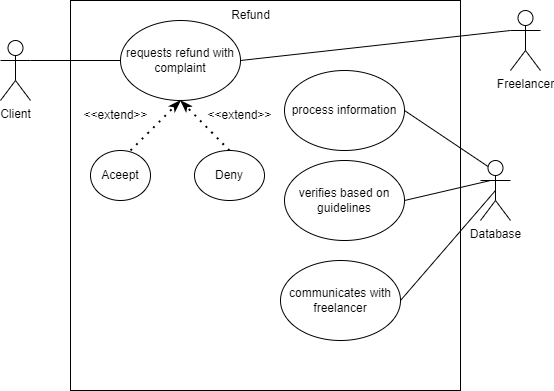 Refund
requests refund with
complaint
Client
Freelancer
<<extend>>
<<extend>>
process information
Aceept
Deny
verifies based on
guidelines
Database
communicates with
freelancer